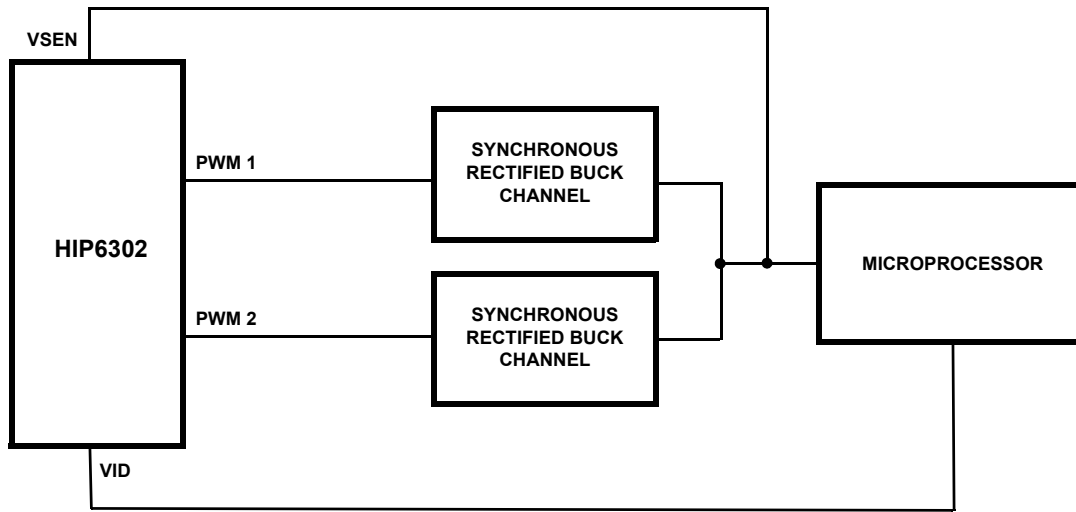 VSEN
PWM 1
SYNCHRONOUS
RECTIFIED BUCK
CHANNEL
HIP6302
MICROPROCESSOR
PWM 2
SYNCHRONOUS
RECTIFIED BUCK
CHANNEL
VID